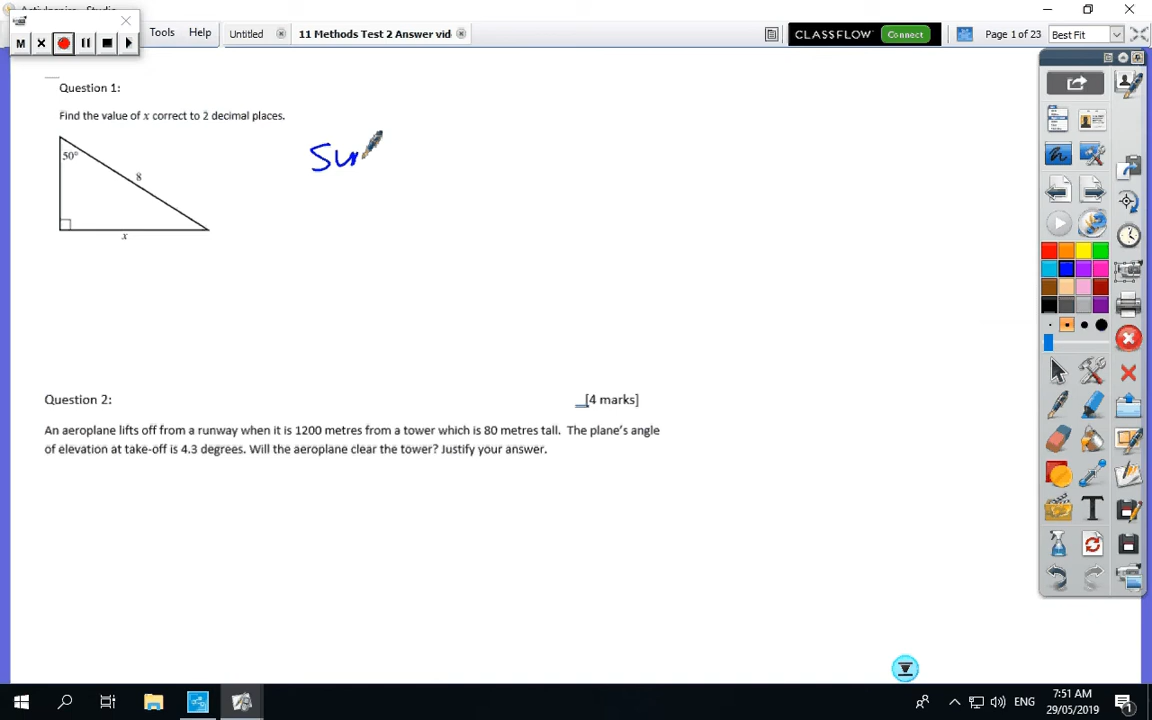 Tools
Help
Untitled
11 Methods Test 2 Answer vid
CLASSFLOW
Connect
Page 1 of 23
Best Fit
M
Question 1:
Find the value of x correct to 2 decimal places.
50°
8
x
Question 2:
[4 marks]
An aeroplane lifts off from a runway when it is 1200 metres from a tower which is 80 metres tall. The plane's angle
of elevation at take-off is 4.3 degrees. Will the aeroplane clear the tower? Justify your answer.
T
ENG
7:51 AM
29/05/2019
1